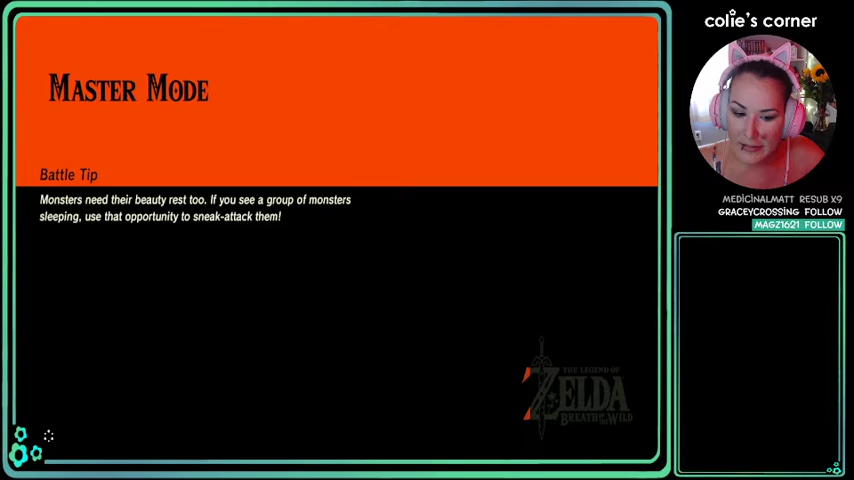 colie's corner
Master Mode
Battle Tip
Monsters need their beauty rest too. If you see a group of monsters
sleeping, use that opportunity to sneak-attack them!
MEDICINALMATT RESUB X9
GRACEYCROSSING FOLLOW
MAGZ1621 FOLLOW
THE LEGEND OF
ZELDA
BREATH OF THE WILD